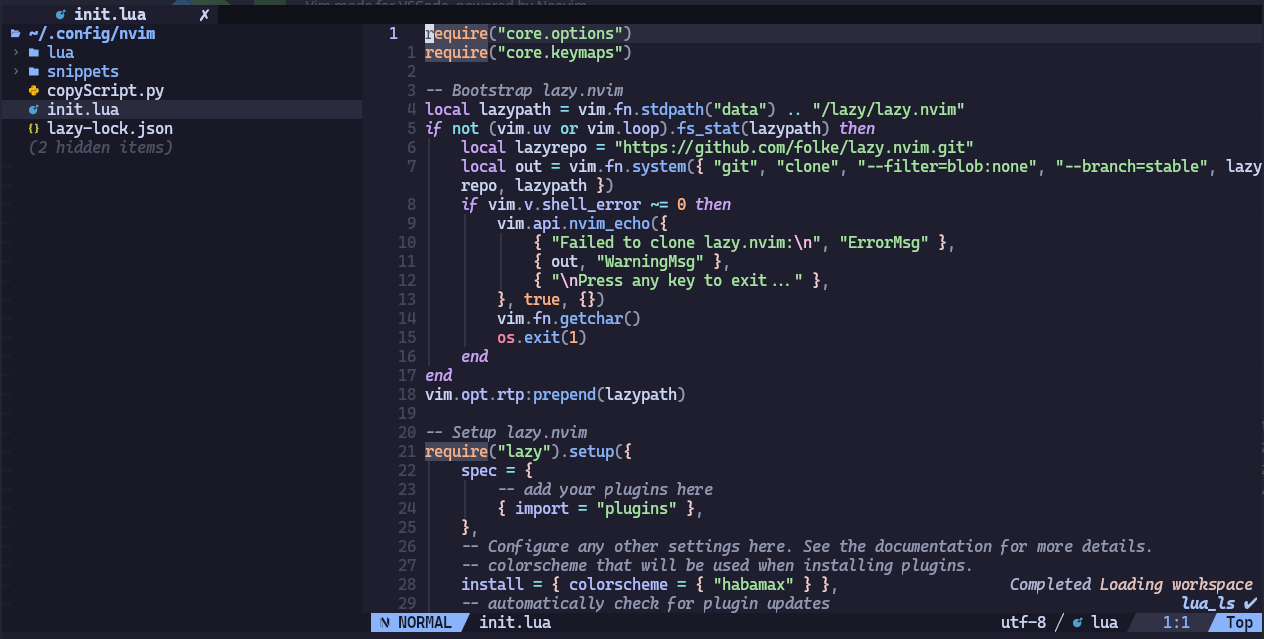 Vim mode for VSCode, powered by Neovim
init.lua ✗
~/.config/nvim
lua
snippets
copyScript.py
init.lua
lazy-lock.json
(2 hidden items)
1 require("core.options")
1 require("core.keymaps")
2
3 -- Bootstrap lazy.nvim
4 local lazypath = vim.fn.stdpath("data") .. "/lazy/lazy.nvim"
5 if not (vim.uv or vim.loop).fs_stat(lazypath) then
6 local lazyrepo = "https://github.com/folke/lazy.nvim.git"
7 local out = vim.fn.system({ "git", "clone", "--filter=blob:none", "--branch=stable", lazy
repo, lazypath })
8 if vim.v.shell_error ~= 0 then
9 vim.api.nvim_echo({
10 { "Failed to clone lazy.nvim:\n", "ErrorMsg" },
11 { out, "WarningMsg" },
12 { "\nPress any key to exit..." },
13 }, true, {})
14 vim.fn.getchar()
15 os.exit(1)
16 end
17 end
18 vim.opt.rtp:prepend(lazypath)
19
20 -- Setup lazy.nvim
21 require("lazy").setup({
22 spec = {
23 -- add your plugins here
24 { import = "plugins" },
25 },
26 -- Configure any other settings here. See the documentation for more details.
27 -- colorscheme that will be used when installing plugins.
28 install = { colorscheme = { "habamax" } },
Completed Loading workspace
29 -- automatically check for plugin updates
lua_ls ✔
NORMAL init.lua utf-8 / lua 1:1 Top